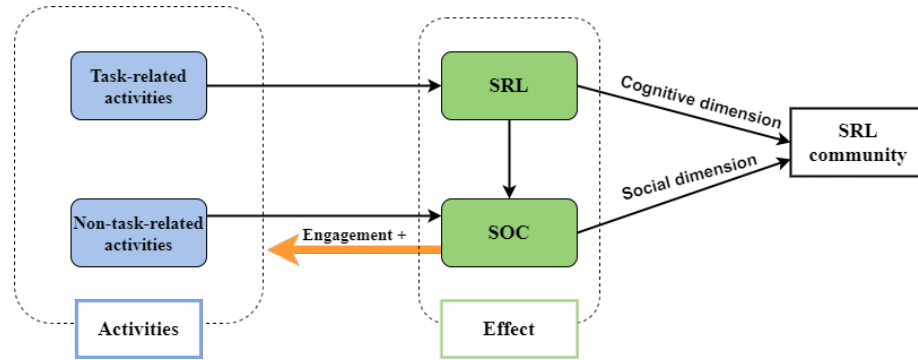 Task-related
activities
SRL
Cognitive dimension
SRL
community
Non-task-related
activities
Engagement +
SOC
Social dimension
Activities
Effect